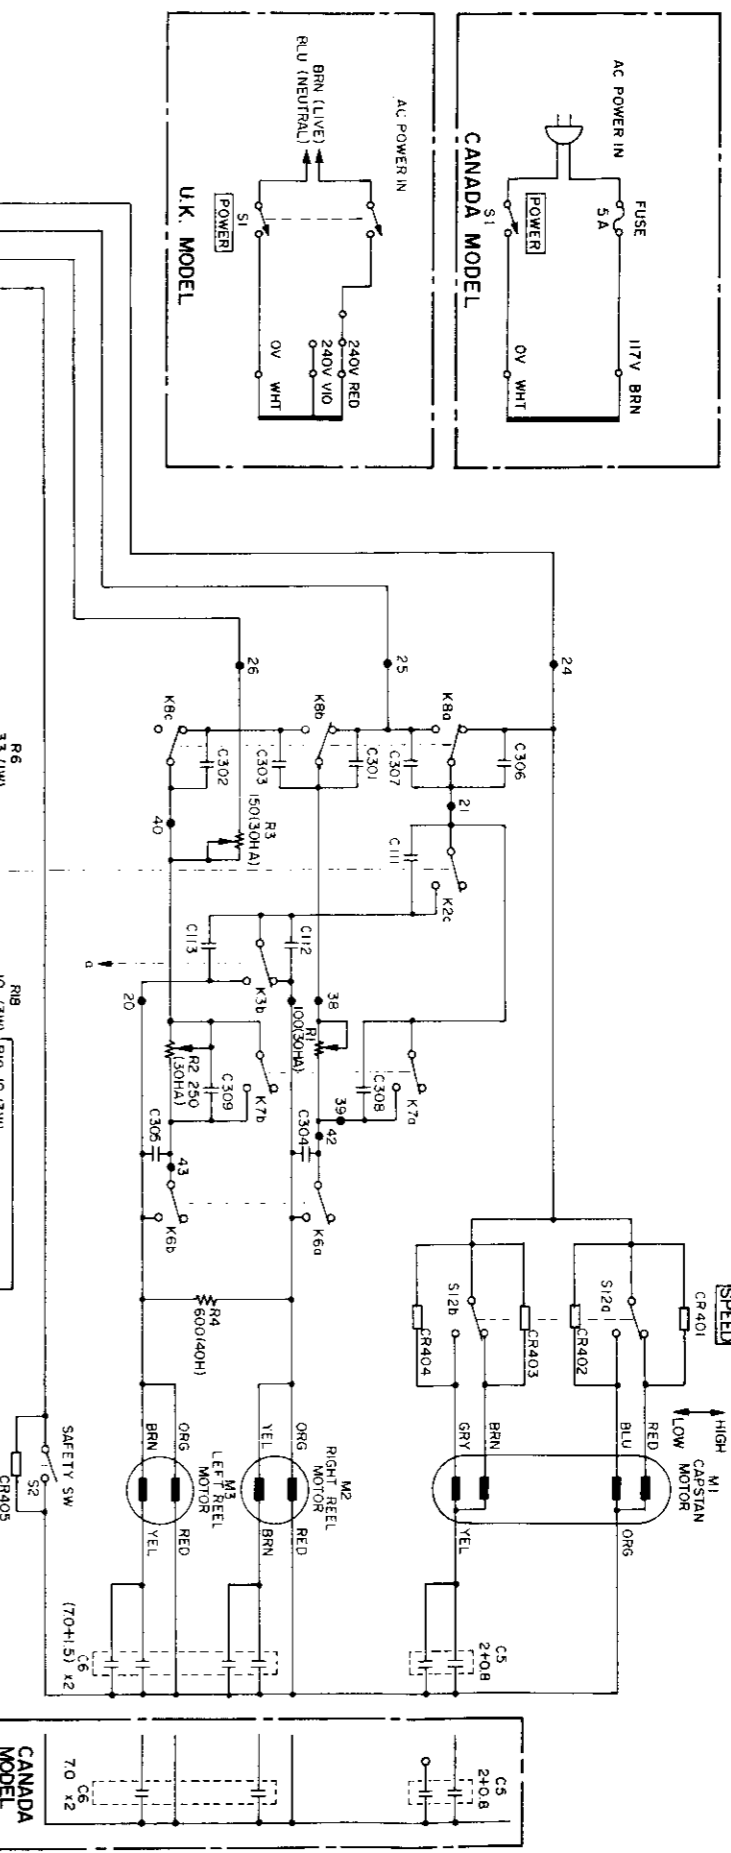 AC POWER IN
FUSE
5A
117V BRN
S1
POWER
0V WHT
CANADA MODEL
AC POWER IN
BRN (LIVE)
BLU (NEUTRAL)
240V RED
240V VIO
0V WHT
S1
POWER
U.K. MODEL
24
25
26
K8a
K8b
K8c
C306
C307
C301
C303
C302
21
40
R3
150(30HA)
C111
K2c
C112
C113
K3b
a
20
38
R1
100(30HA)
R2 250
(30HA)
C309
K7b
C308
K7a
39
42
C304
C305
43
K6a
K6b
R4
600(40H)
SPEED
CR401
S12a
CR402
CR403
S12b
CR404
HIGH
LOW
M1
CAPSTAN
MOTOR
RED
BLU
BRN
GRY
ORG
YEL
M2
RIGHT REEL
MOTOR
ORG
YEL
RED
BRN
M3
LEFT REEL
MOTOR
ORG
BRN
RED
YEL
SAFETY SW
S2
CR405
C5
2+0.8
C6
(7.0+1.5) x2
C5
2+0.8
C6
7.0 x2
CANADA
MODEL
R6
R18